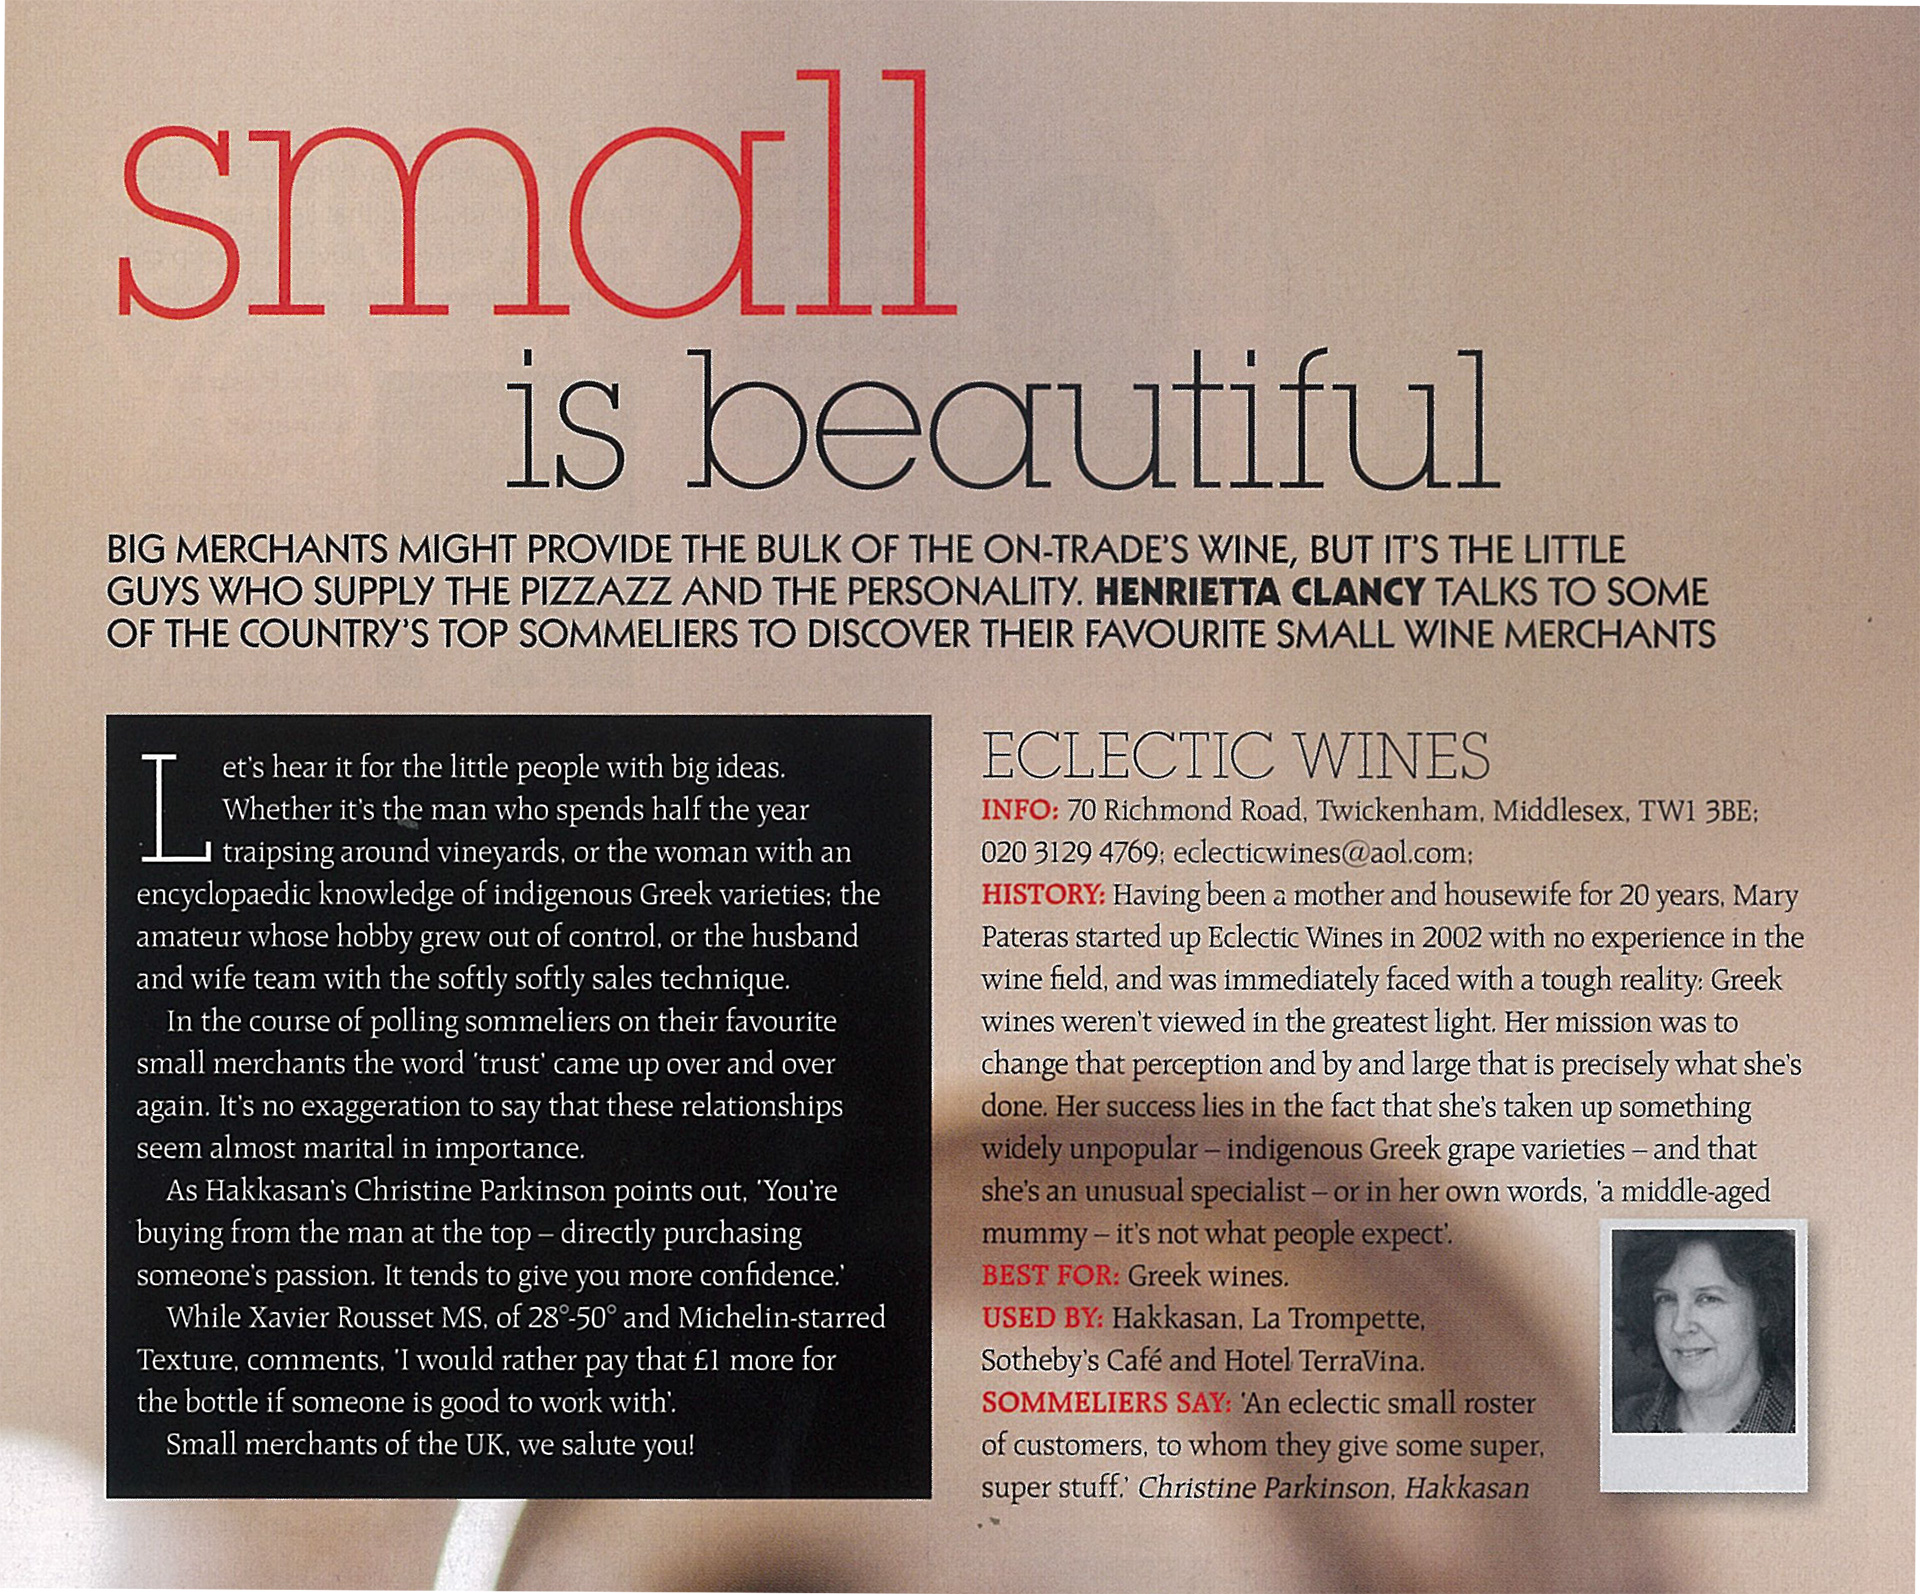 small
is beautiful
BIG MERCHANTS MIGHT PROVIDE THE BULK OF THE ON-TRADE'S WINE, BUT IT'S THE LITTLE
GUYS WHO SUPPLY THE PIZZAZZ AND THE PERSONALITY. HENRIETTA CLANCY TALKS TO SOME
OF THE COUNTRY'S TOP SOMMELIERS TO DISCOVER THEIR FAVOURITE SMALL WINE MERCHANTS
Let's hear it for the little people with big ideas.
Whether it's the man who spends half the year
traipsing around vineyards, or the woman with an
encyclopaedic knowledge of indigenous Greek varieties; the
amateur whose hobby grew out of control, or the husband
and wife team with the softly softly sales technique.
In the course of polling sommeliers on their favourite
small merchants the word 'trust' came up over and over
again. It's no exaggeration to say that these relationships
seem almost marital in importance.
As Hakkasan's Christine Parkinson points out, 'You're
buying from the man at the top – directly purchasing
someone's passion. It tends to give you more confidence.'
While Xavier Rousset MS, of 28°-50° and Michelin-starred
Texture, comments, 'I would rather pay that £1 more for
the bottle if someone is good to work with'.
Small merchants of the UK, we salute you!
ECLECTIC WINES
INFO: 70 Richmond Road, Twickenham, Middlesex, TW1 3BE;
020 3129 4769; eclecticwines@aol.com;
HISTORY: Having been a mother and housewife for 20 years, Mary
Pateras started up Eclectic Wines in 2002 with no experience in the
wine field, and was immediately faced with a tough reality: Greek
wines weren't viewed in the greatest light. Her mission was to
change that perception and by and large that is precisely what she's
done. Her success lies in the fact that she's taken up something
widely unpopular – indigenous Greek grape varieties – and that
she's an unusual specialist – or in her own words, 'a middle-aged
mummy – it's not what people expect'.
BEST FOR: Greek wines.
USED BY: Hakkasan, La Trompette,
Sotheby's Café and Hotel TerraVina.
SOMMELIERS SAY: 'An eclectic small roster
of customers, to whom they give some super,
super stuff.' Christine Parkinson, Hakkasan